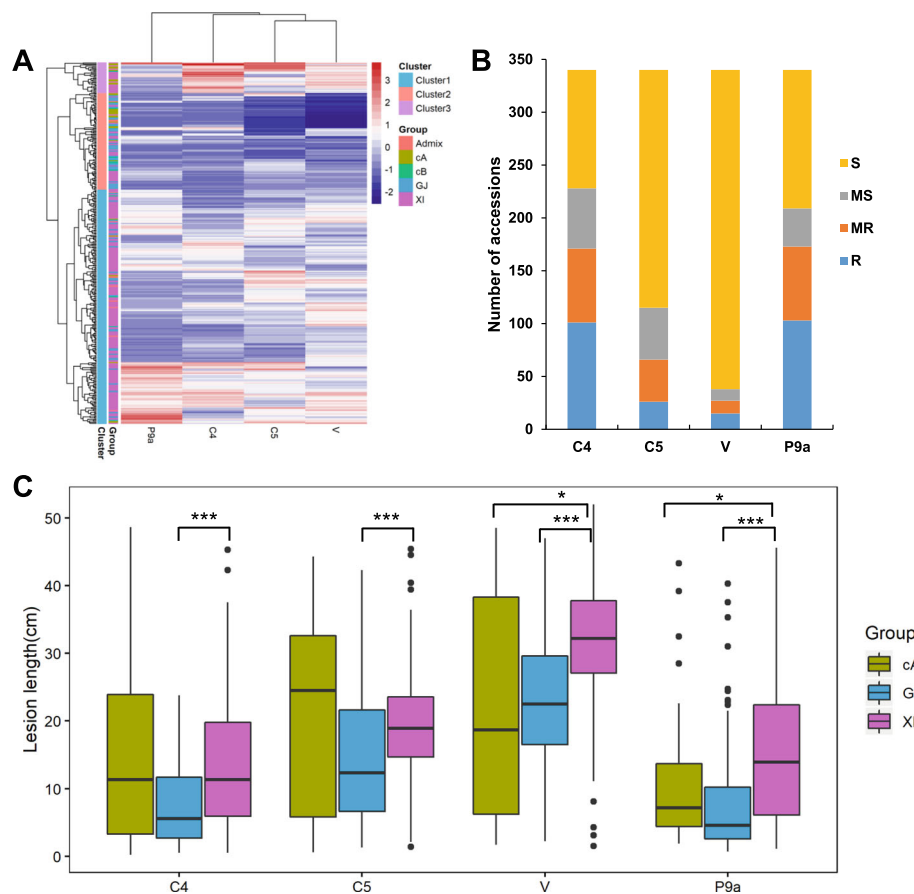 A
3
2
1
0
-1
-2
Cluster
Cluster1
Cluster2
Cluster3
Group
Admix
cA
cB
GJ
XI
Cluster
Group
P9a
C4
C5
V
B
Number of accessions
350
300
250
200
150
100
50
0
C4
C5
V
P9a
S
MS
MR
R
C
Lesion length(cm)
50
40
30
20
10
0
***
***
*
***
*
***
C4
C5
V
P9a
Group
cA
G
XI